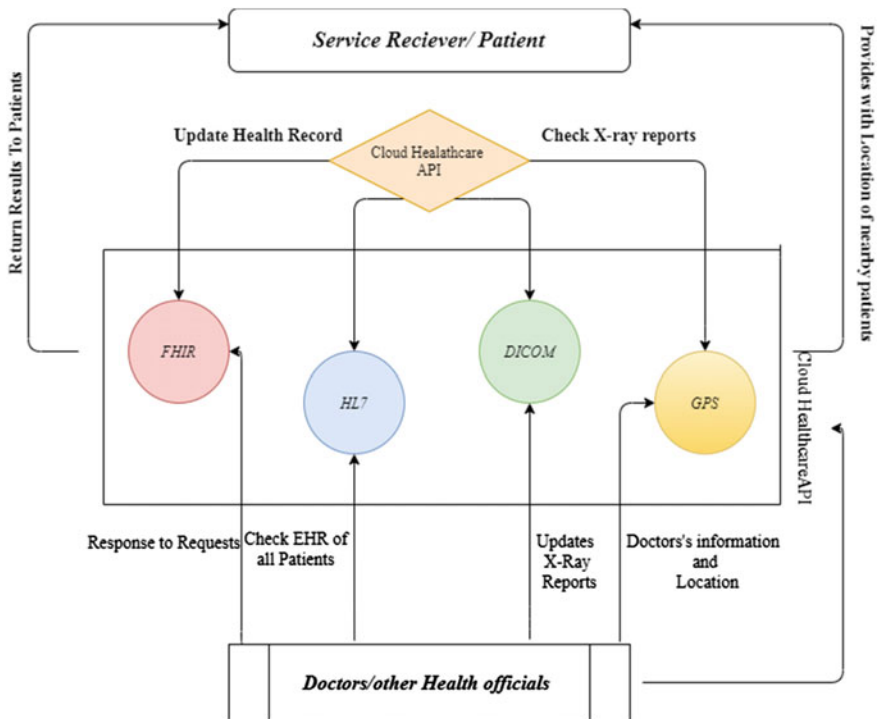 Service Reciever/ Patient
Return Results To Patients
Provides with Location of nearby patients
Update Health Record
Check X-ray reports
Cloud Healathcare
API
FHIR
HL7
DICOM
GPS
Cloud HealthcareAPI
Response to Requests
Check EHR of
all Patients
Updates
X-Ray
Reports
Doctors's information
and
Location
Doctors/other Health officials